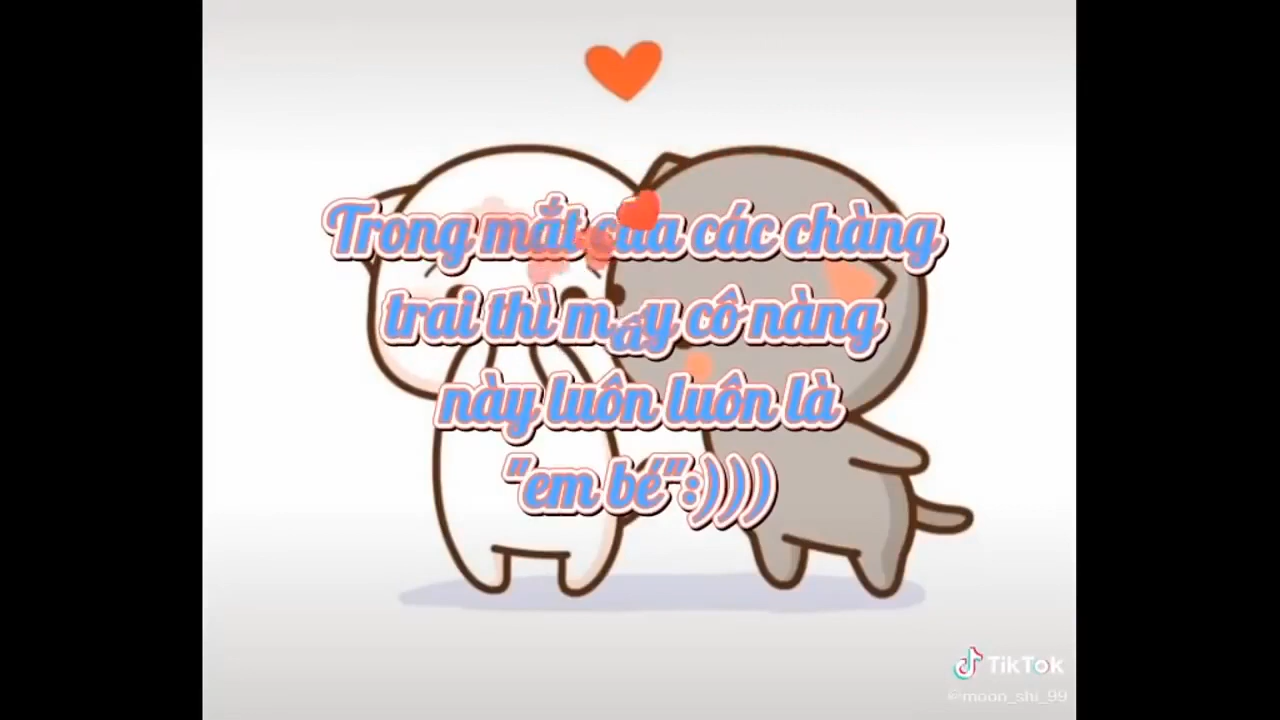 Trong mắt của các chàng
trai thì mấy cô nàng
này luôn luôn là
"em bé":)))
TikTok
@moon_shi_99